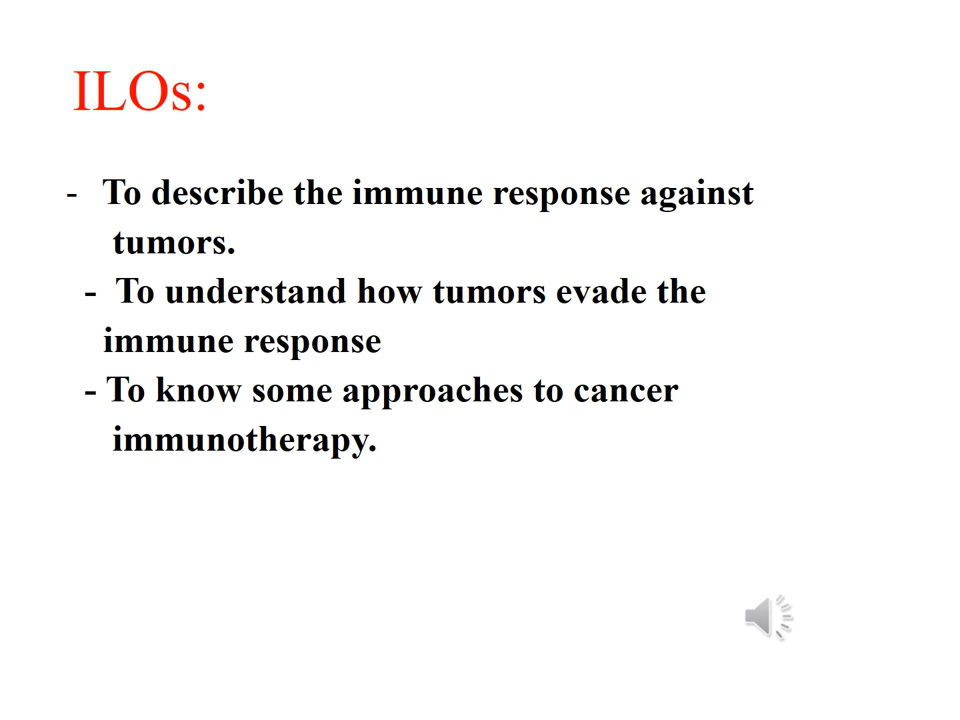 ILOs:
- To describe the immune response against
tumors.
- To understand how tumors evade the
immune response
- To know some approaches to cancer
immunotherapy.